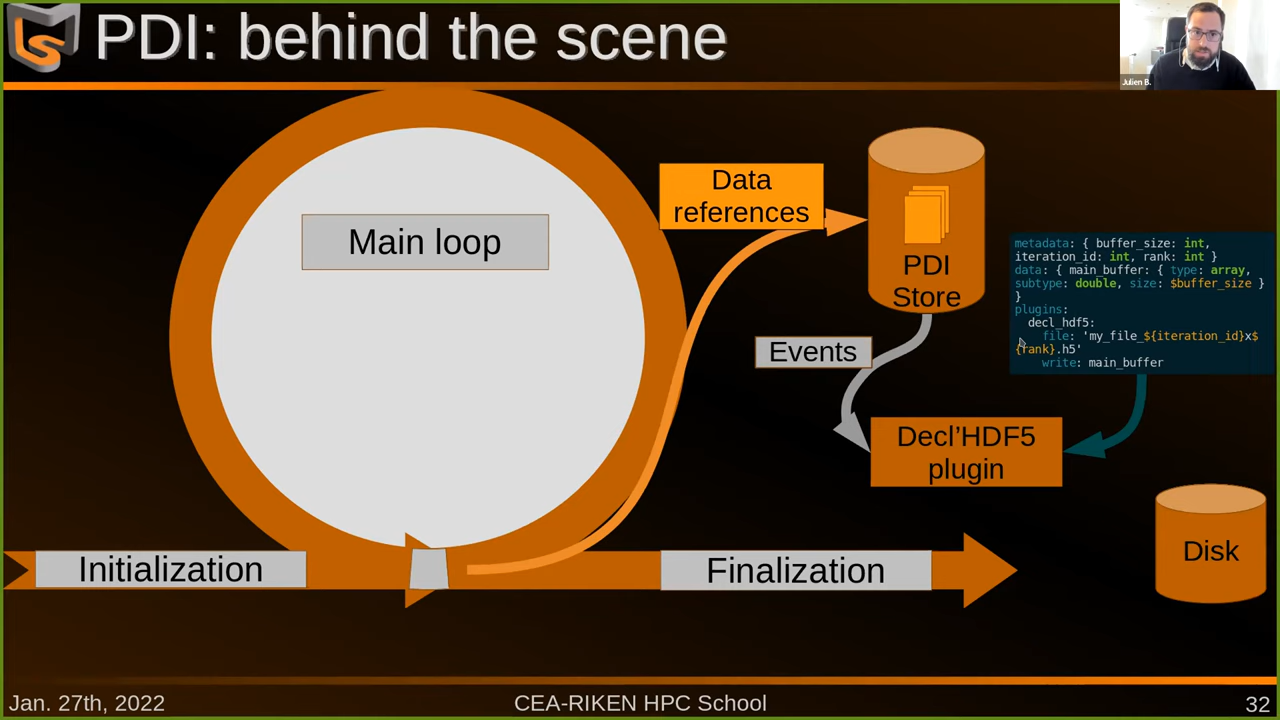 PDI: behind the scene
Julien B.
Main loop
Data
references
PDI
Store
metadata: { buffer_size: int,
iteration_id: int, rank: int }
data: { main_buffer: { type: array,
subtype: double, size: $buffer_size }
}
plugins:
decl_hdf5:
file: 'my_file_${iteration_id}x$
{rank}.h5'
write: main_buffer
Events
Decl'HDF5
plugin
Disk
Initialization
Finalization
Jan. 27th, 2022
CEA-RIKEN HPC School
32